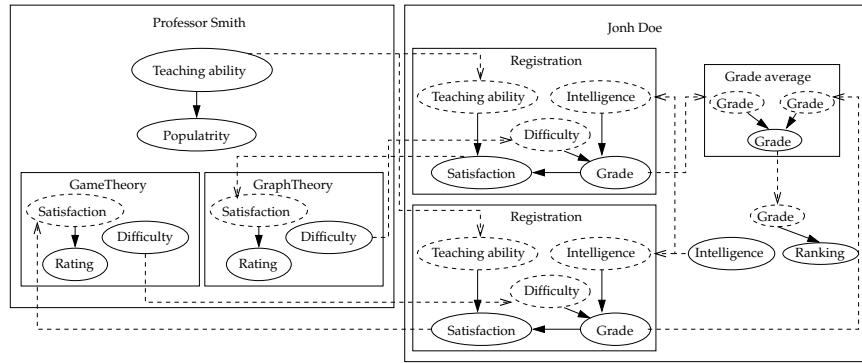 Professor Smith
Teaching ability
Populatrity
GameTheory
Satisfaction
Difficulty
Rating
GraphTheory
Satisfaction
Difficulty
Rating
Jonh Doe
Registration
Teaching ability
Intelligence
Difficulty
Satisfaction
Grade
Registration
Teaching ability
Intelligence
Difficulty
Satisfaction
Grade
Grade average
Grade
Grade
Grade
Grade
Intelligence
Ranking